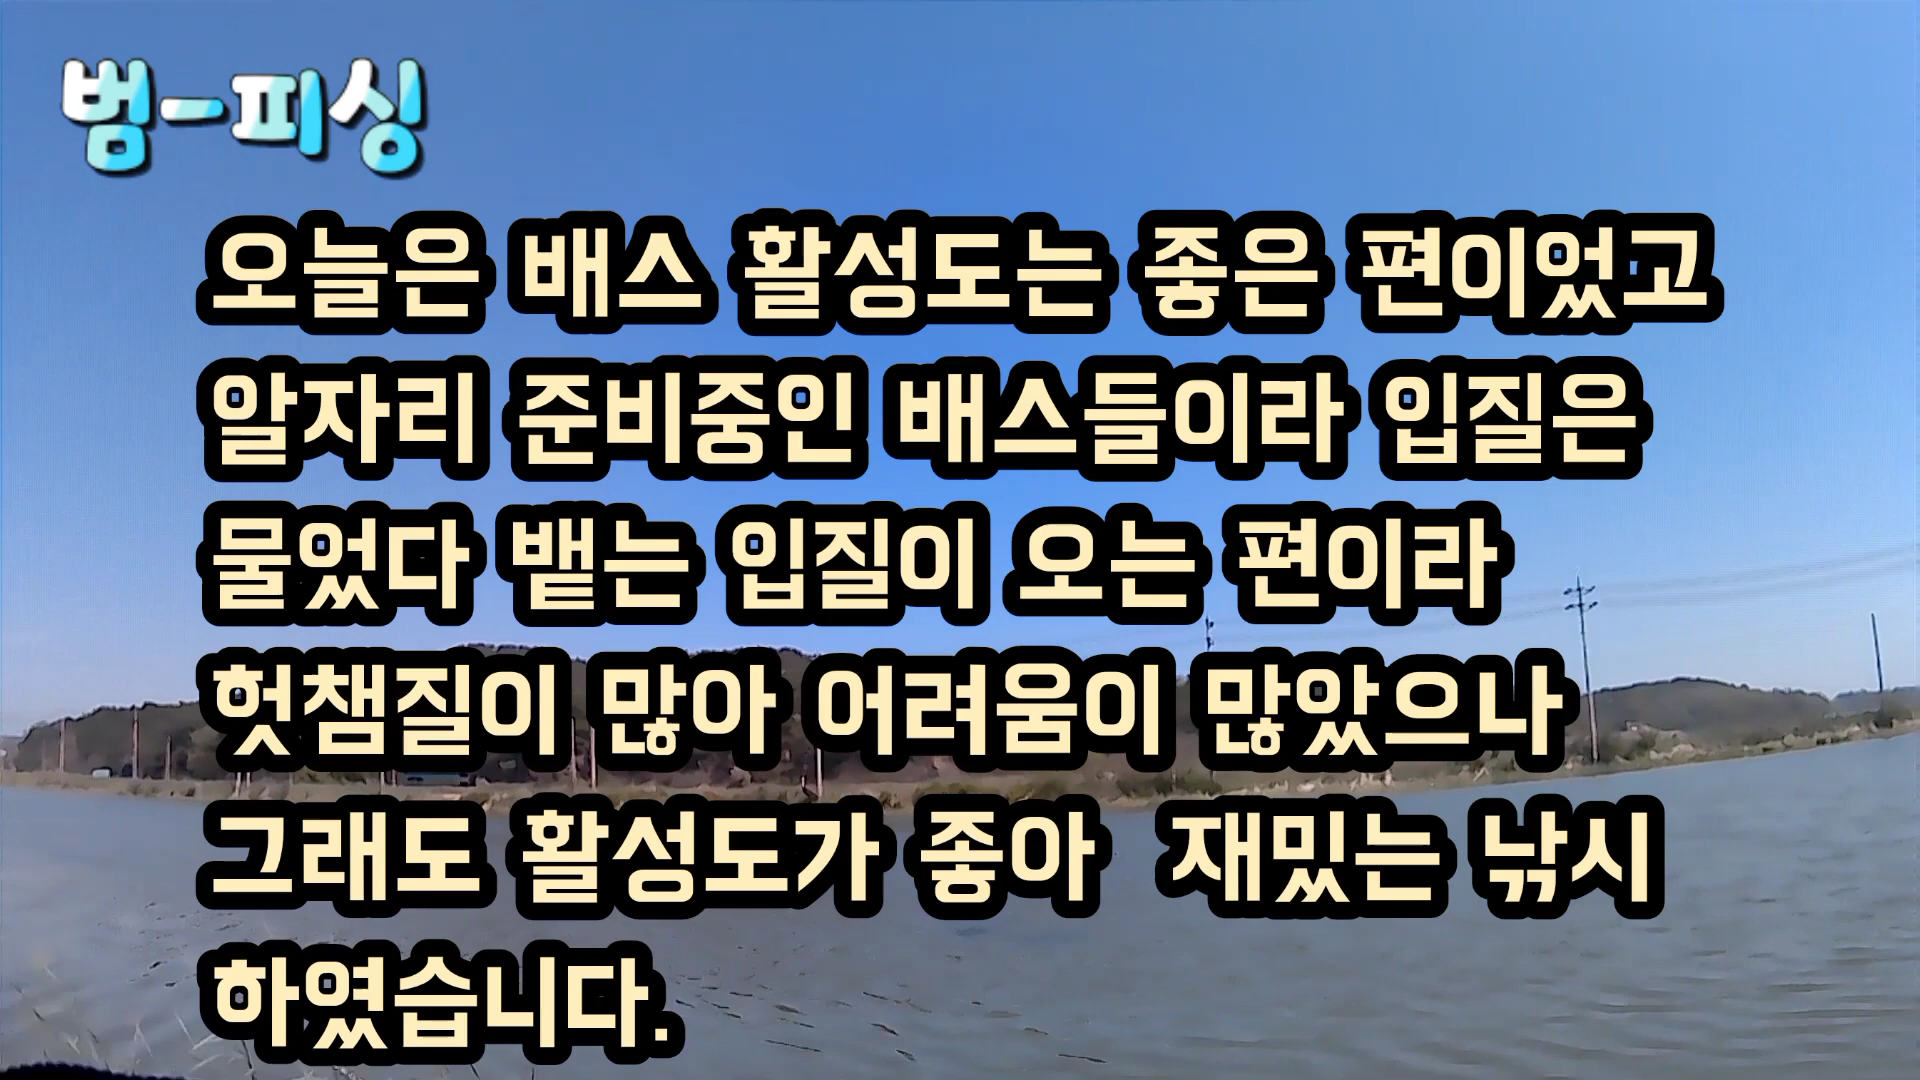 범-피싱
오늘은 배스 활성도는 좋은 편이었고
알자리 준비중인 배스들이라 입질은
물었다 뱉는 입질이 오는 편이라
헛챔질이 많아 어려움이 많았으나
그래도 활성도가 좋아 재밌는 낚시
하였습니다.